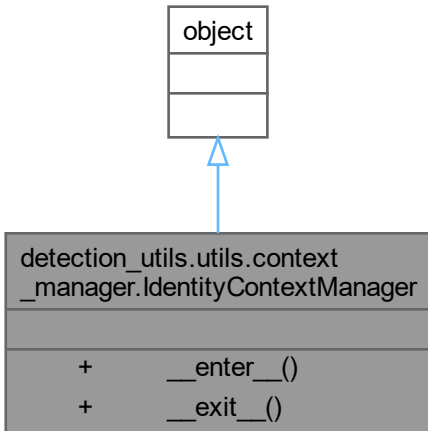 object
detection_utils.utils.context
_manager.IdentityContextManager
+ __enter__()
+ __exit__()